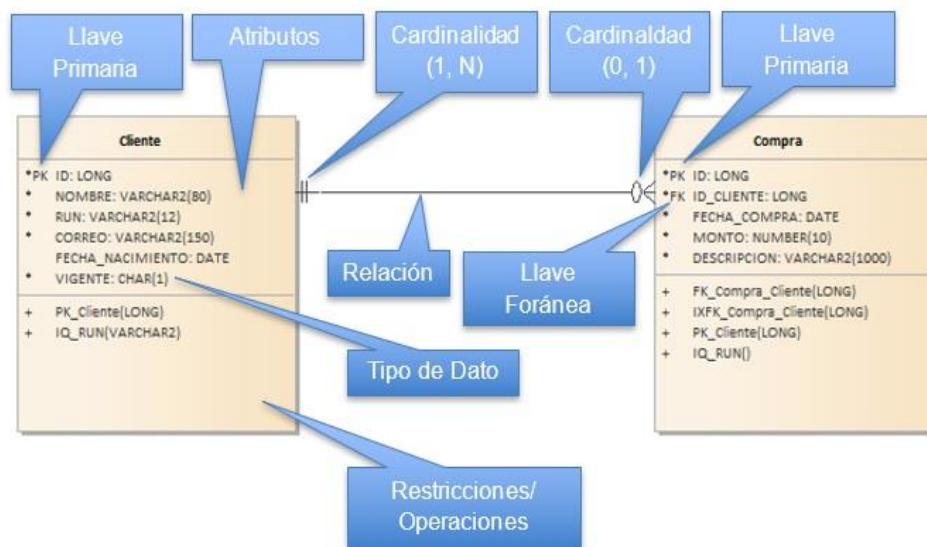 Llave
Primaria
Atributos
Cardinalidad
(1, N)
Cardinaldad
(0, 1)
Llave
Primaria
Cliente
*PK ID: LONG
* NOMBRE: VARCHAR2(80)
* RUN: VARCHAR2(12)
* CORREO: VARCHAR2(150)
FECHA_NACIMIENTO: DATE
* VIGENTE: CHAR(1)
+ PK_Cliente(LONG)
+ IQ_RUN(VARCHAR2)
Relación
Compra
*PK ID: LONG
*FK ID_CLIENTE: LONG
* FECHA_COMPRA: DATE
* MONTO: NUMBER(10)
* DESCRIPCION: VARCHAR2(1000)
+ FK_Compra_Cliente(LONG)
+ IXFK_Compra_Cliente(LONG)
+ PK_Cliente(LONG)
+ IQ_RUN()
Llave
Foránea
Tipo de Dato
Restricciones/
Operaciones